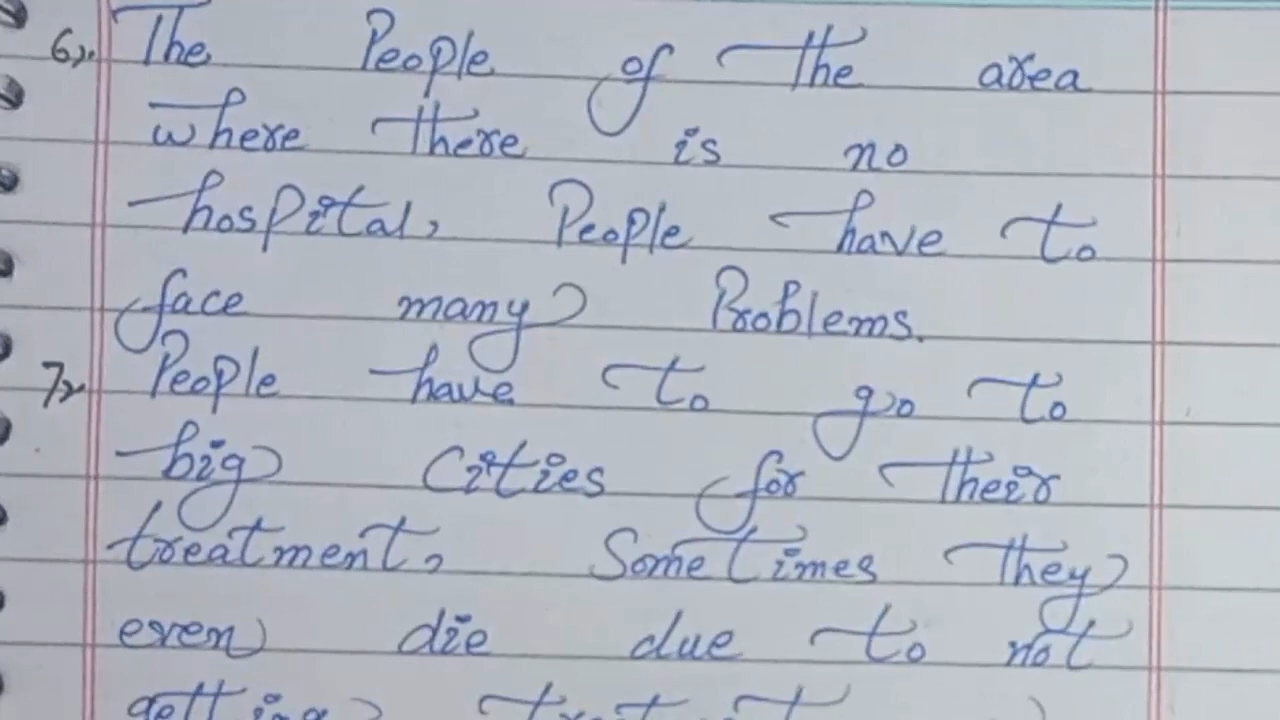 6). The People of the area
where there is no
hospital, People have to
face many Problems.
7). People have to go to
big Cities for their
treatment, Sometimes they
even die due to not
getting